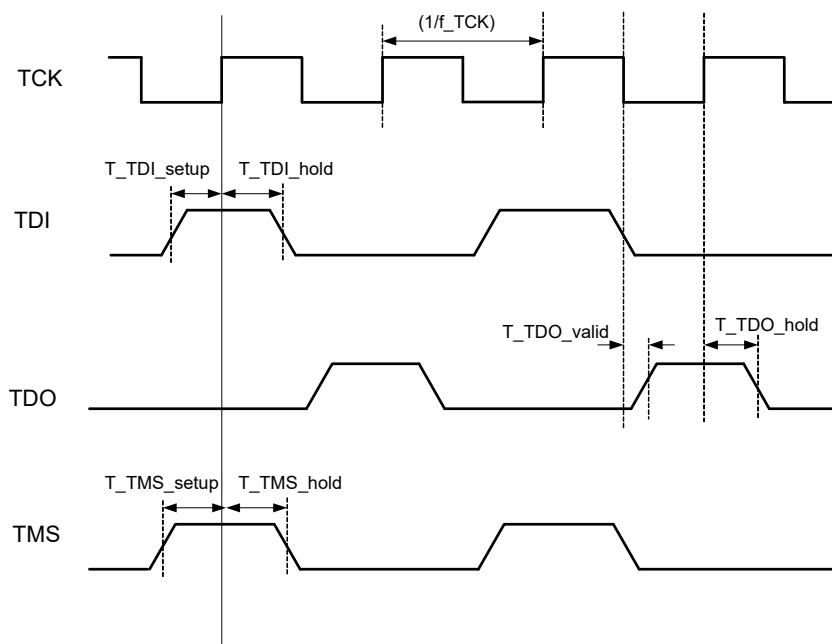 (1/f_TCK)
TCK
T_TDI_setup T_TDI_hold
TDI
T_TDO_valid T_TDO_hold
TDO
T_TMS_setup T_TMS_hold
TMS